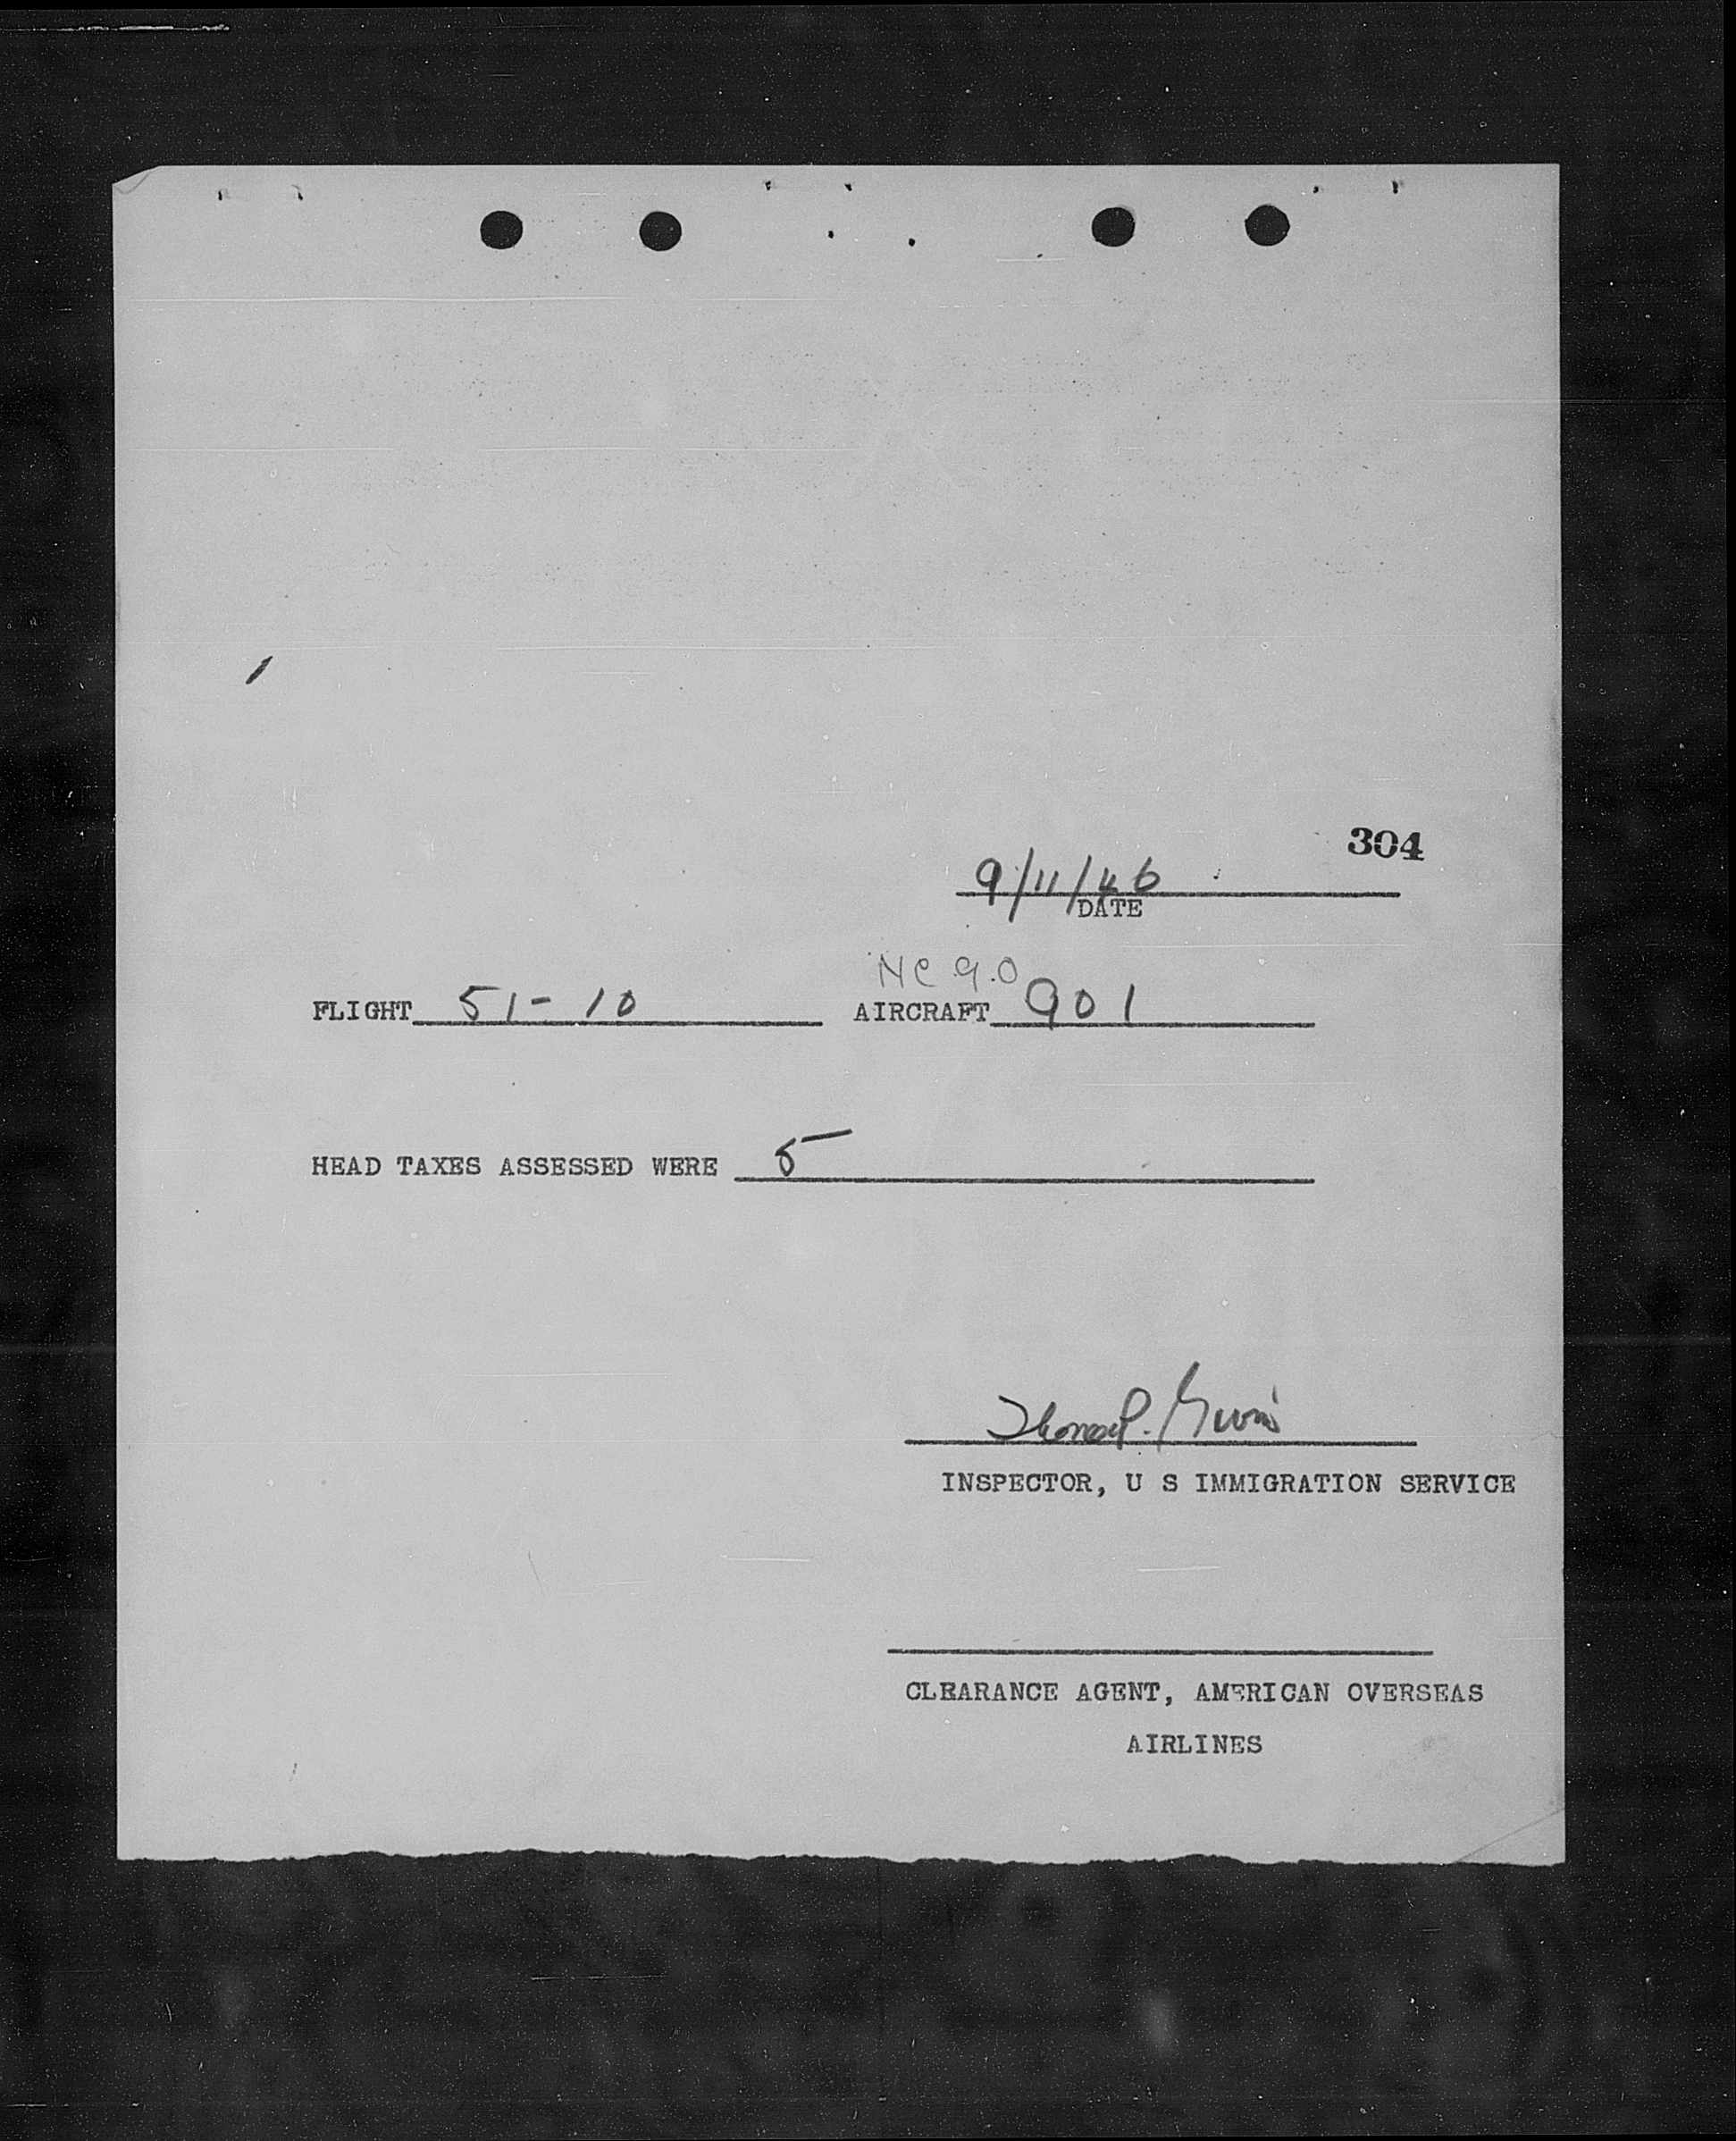 304
9/11/46
DATE
NC 90
FLIGHT 51-10 AIRCRAFT 901
HEAD TAXES ASSESSED WERE 5
Thomas P.
INSPECTOR, U S IMMIGRATION SERVICE
CLEARANCE AGENT, AMERICAN OVERSEAS
AIRLINES